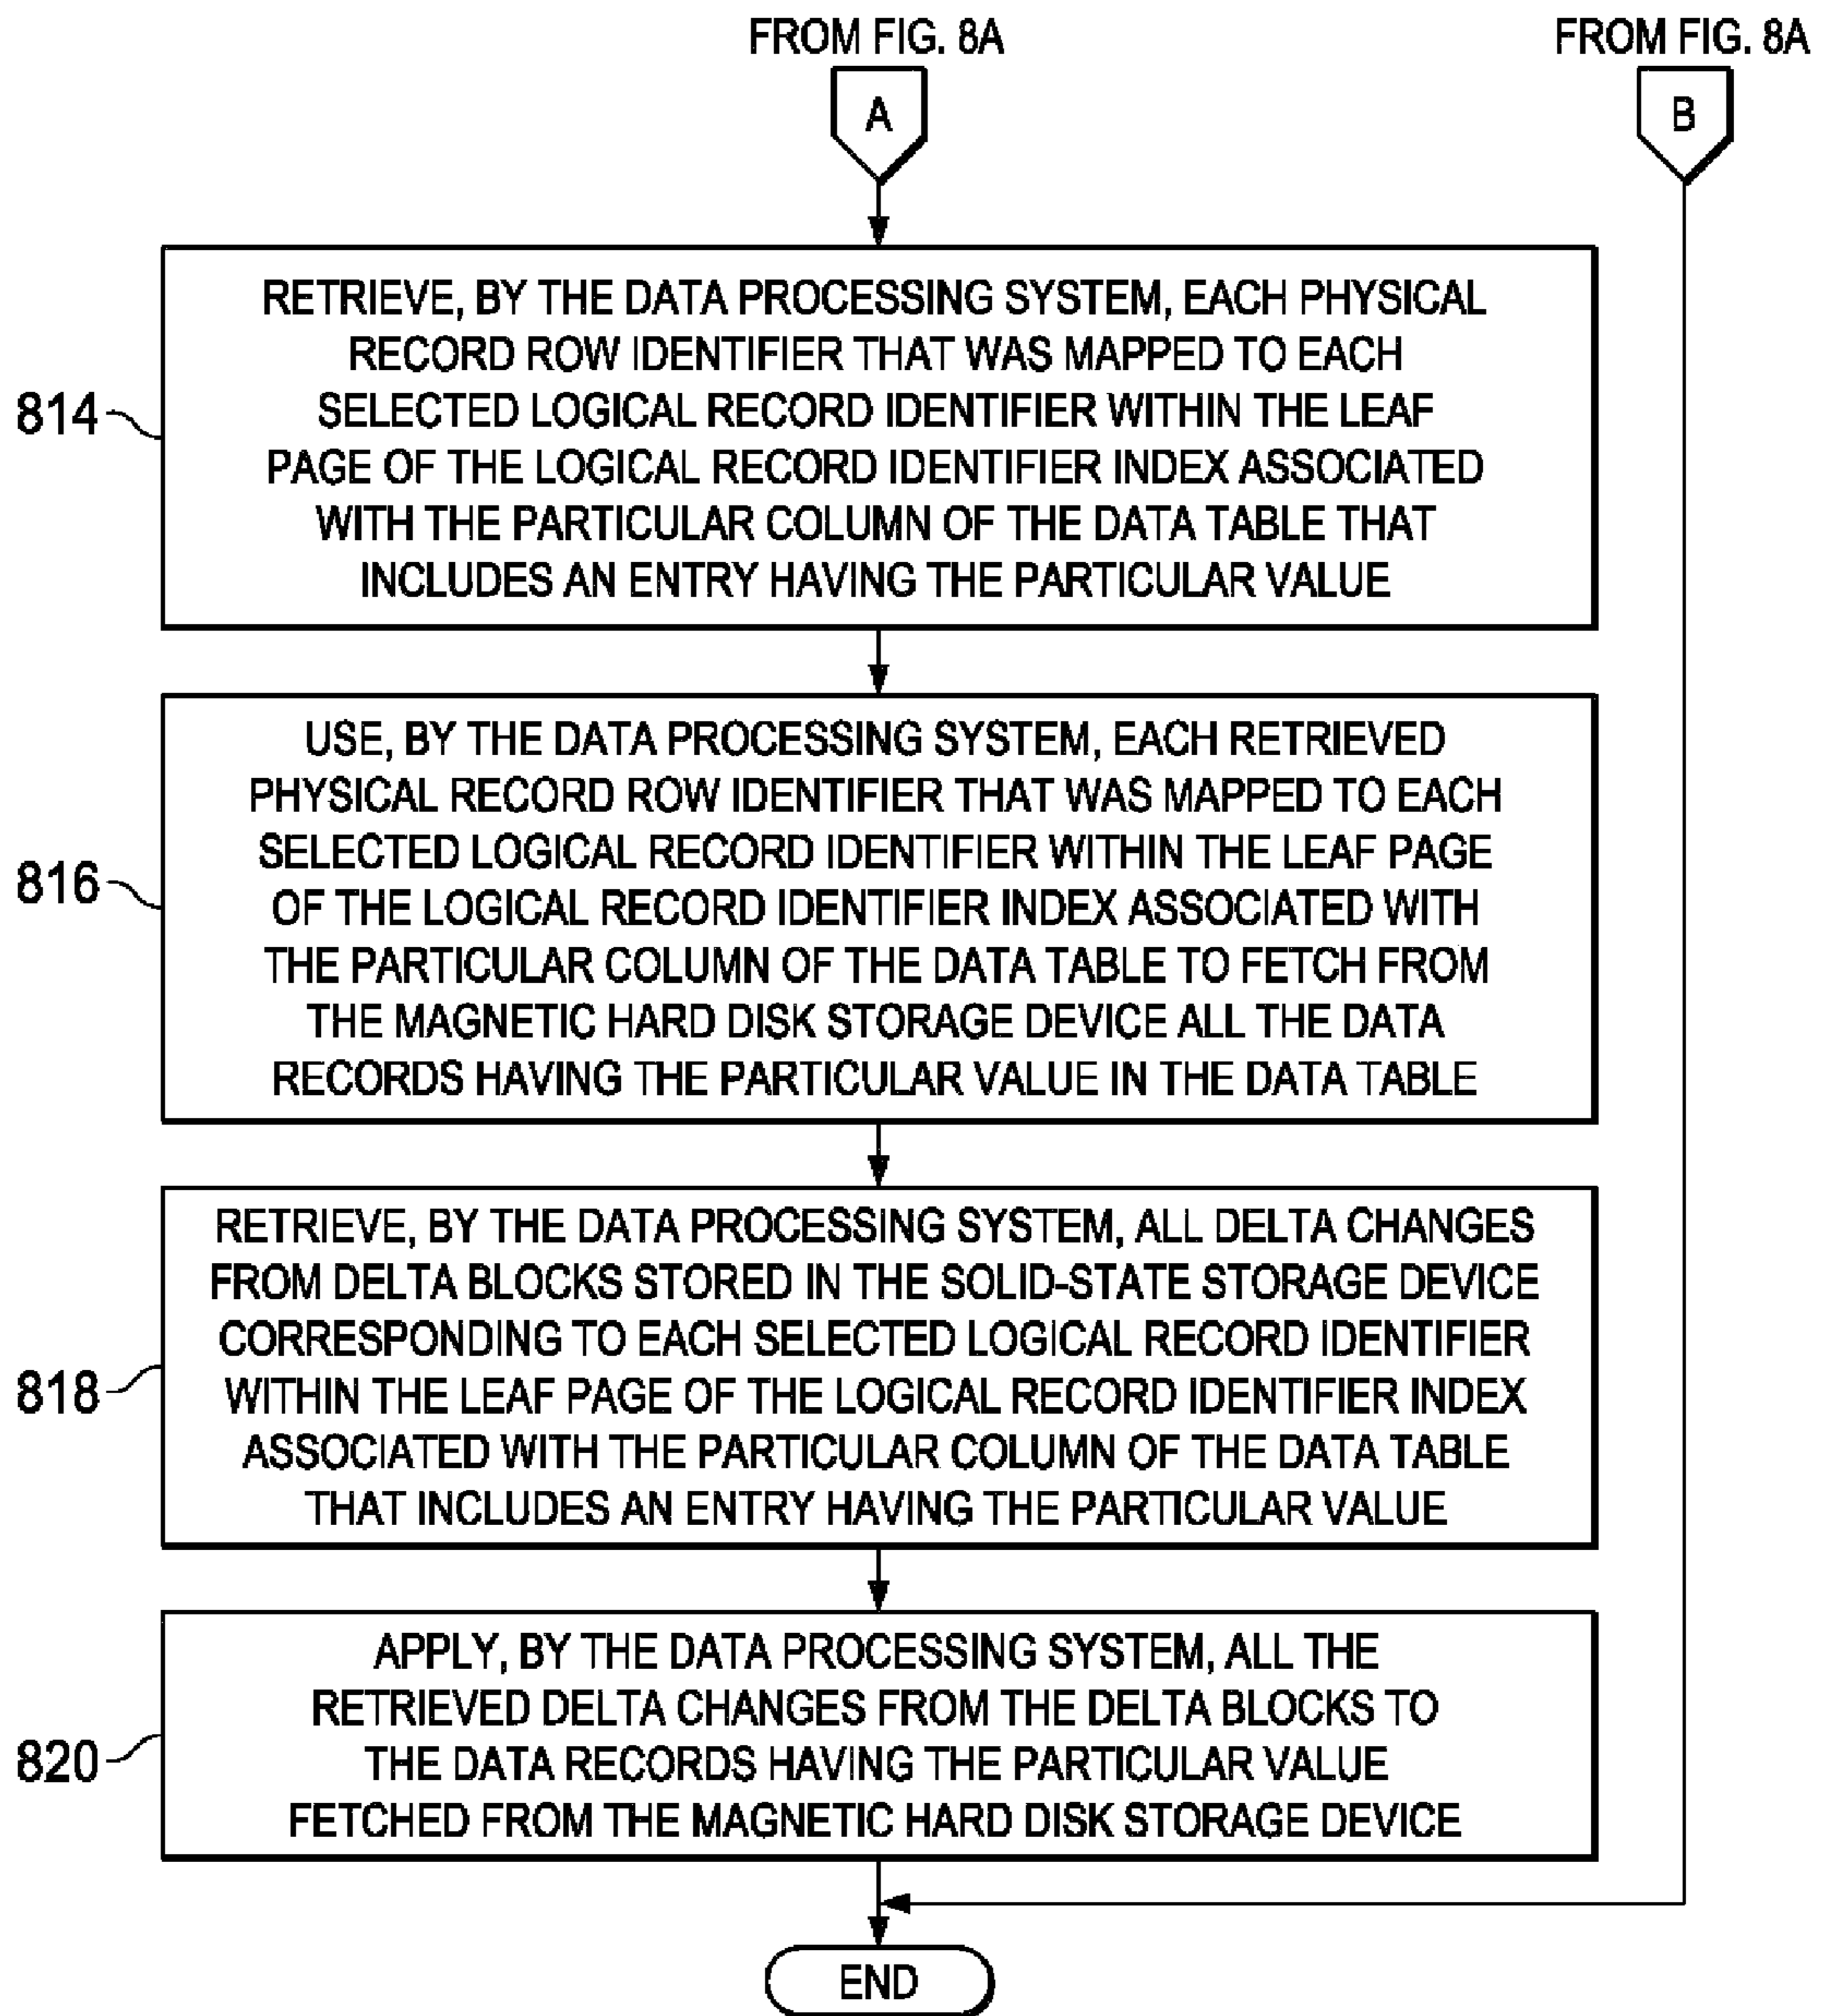 FROM FIG. 8A
FROM FIG. 8A
A
B
RETRIEVE, BY THE DATA PROCESSING SYSTEM, EACH PHYSICAL
RECORD ROW IDENTIFIER THAT WAS MAPPED TO EACH
SELECTED LOGICAL RECORD IDENTIFIER WITHIN THE LEAF
PAGE OF THE LOGICAL RECORD IDENTIFIER INDEX ASSOCIATED
WITH THE PARTICULAR COLUMN OF THE DATA TABLE THAT
INCLUDES AN ENTRY HAVING THE PARTICULAR VALUE
814
USE, BY THE DATA PROCESSING SYSTEM, EACH RETRIEVED
PHYSICAL RECORD ROW IDENTIFIER THAT WAS MAPPED TO EACH
SELECTED LOGICAL RECORD IDENTIFIER WITHIN THE LEAF PAGE
OF THE LOGICAL RECORD IDENTIFIER INDEX ASSOCIATED WITH
THE PARTICULAR COLUMN OF THE DATA TABLE TO FETCH FROM
THE MAGNETIC HARD DISK STORAGE DEVICE ALL THE DATA
RECORDS HAVING THE PARTICULAR VALUE IN THE DATA TABLE
816
RETRIEVE, BY THE DATA PROCESSING SYSTEM, ALL DELTA CHANGES
FROM DELTA BLOCKS STORED IN THE SOLID-STATE STORAGE DEVICE
CORRESPONDING TO EACH SELECTED LOGICAL RECORD IDENTIFIER
WITHIN THE LEAF PAGE OF THE LOGICAL RECORD IDENTIFIER INDEX
ASSOCIATED WITH THE PARTICULAR COLUMN OF THE DATA TABLE
THAT INCLUDES AN ENTRY HAVING THE PARTICULAR VALUE
818
APPLY, BY THE DATA PROCESSING SYSTEM, ALL THE
RETRIEVED DELTA CHANGES FROM THE DELTA BLOCKS TO
THE DATA RECORDS HAVING THE PARTICULAR VALUE
FETCHED FROM THE MAGNETIC HARD DISK STORAGE DEVICE
820
END